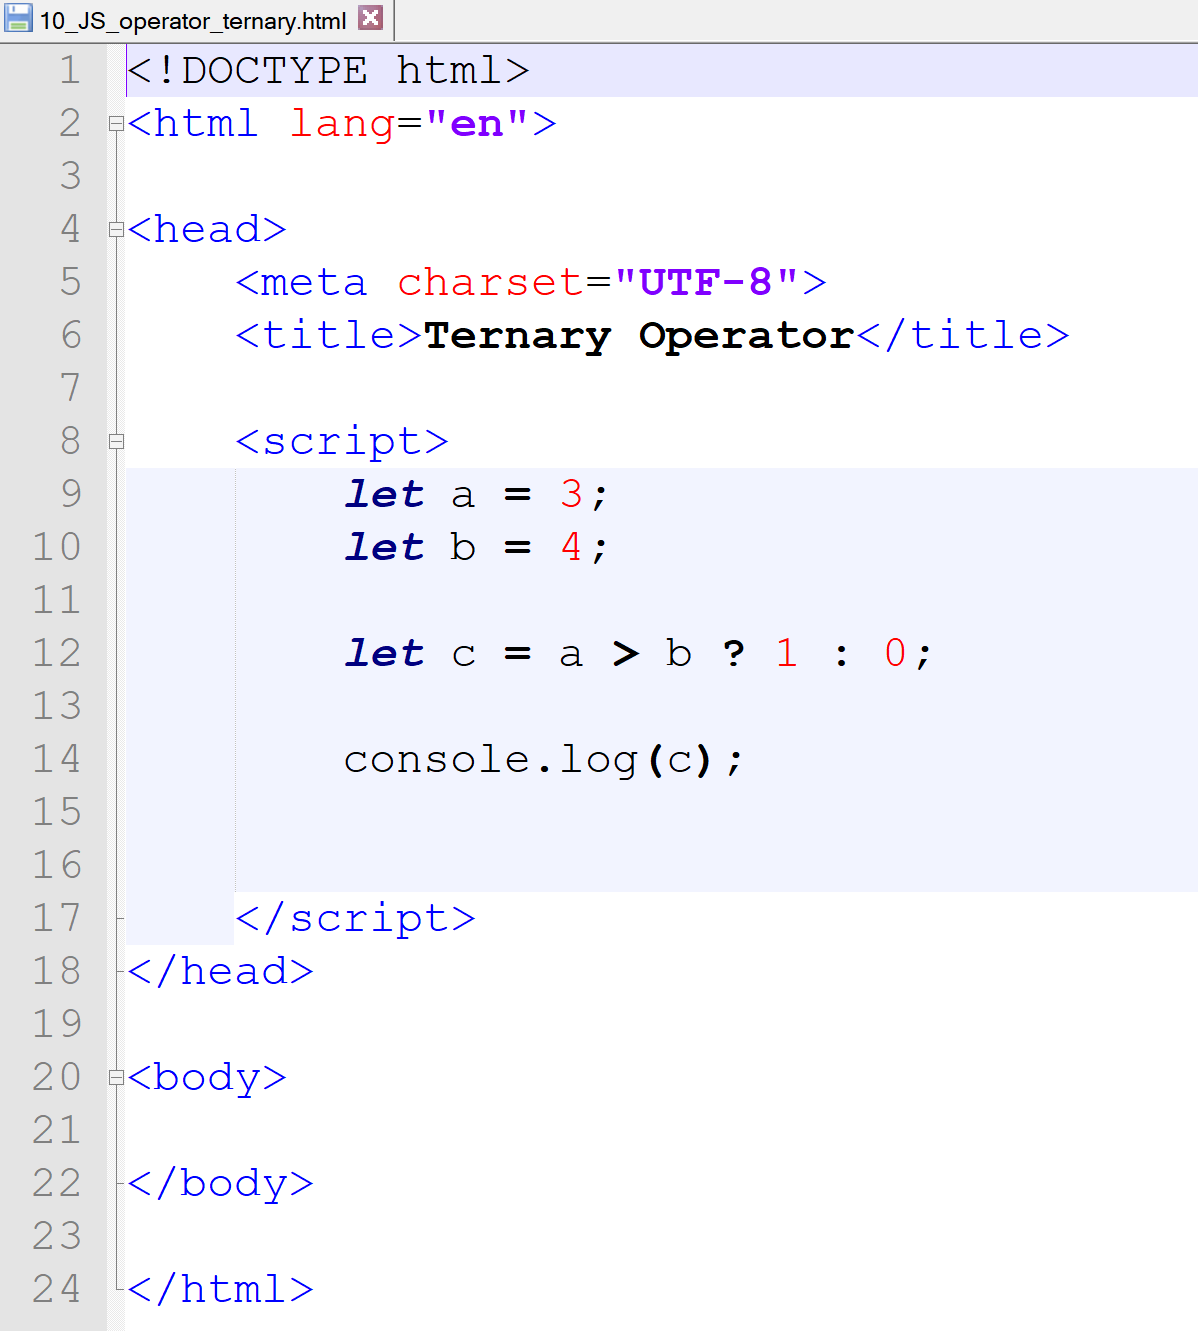 10_JS_operator_ternary.html
1 <!DOCTYPE html>
2 <html lang="en">
3
4 <head>
5     <meta charset="UTF-8">
6     <title>Ternary Operator</title>
7
8     <script>
9         let a = 3;
10         let b = 4;
11
12         let c = a > b ? 1 : 0;
13
14         console.log(c);
15
16
17     </script>
18 </head>
19
20 <body>
21
22 </body>
23
24 </html>